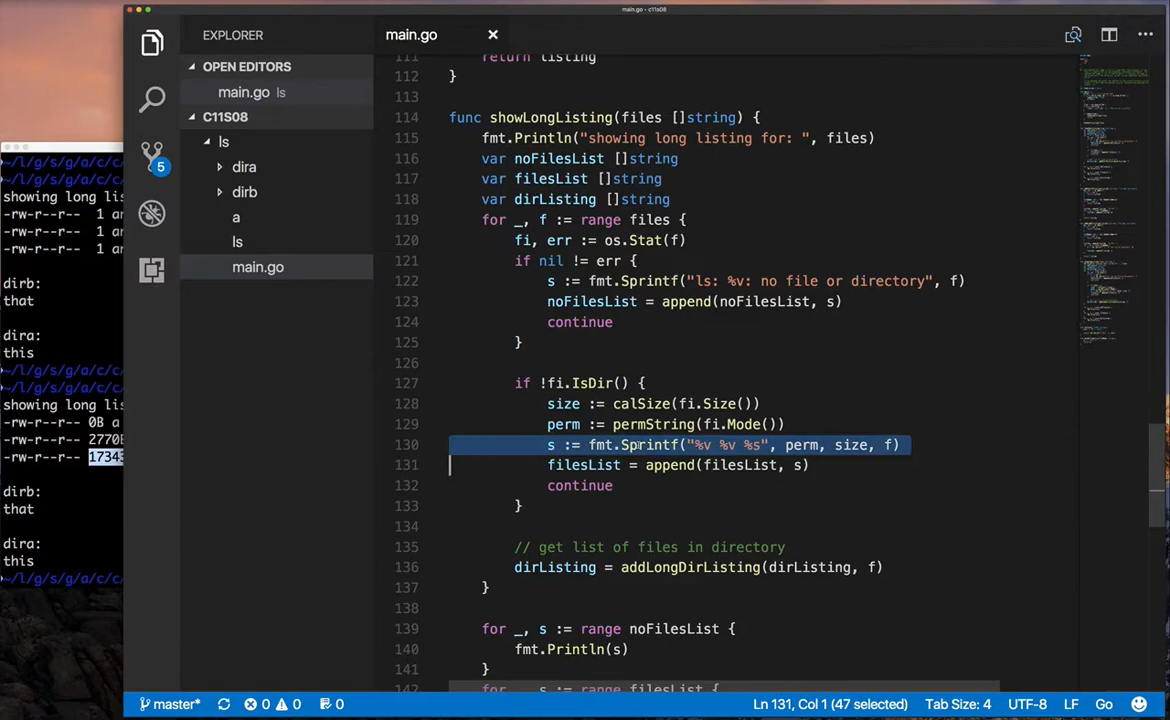 main.go - c11s08
EXPLORER
OPEN EDITORS
main.go ls
C11S08
ls
dira
dirb
a
ls
main.go
5
main.go
111 return listing
112 }
113
114 func showLongListing(files []string) {
115 fmt.Println("showing long listing for: ", files)
116 var noFilesList []string
117 var filesList []string
118 var dirListing []string
119 for _, f := range files {
120 fi, err := os.Stat(f)
121 if nil != err {
122 s := fmt.Sprintf("ls: %v: no file or directory", f)
123 noFilesList = append(noFilesList, s)
124 continue
125 }
126
127 if !fi.IsDir() {
128 size := calSize(fi.Size())
129 perm := permString(fi.Mode())
130 s := fmt.Sprintf("%v %v %s", perm, size, f)
131 filesList = append(filesList, s)
132 continue
133 }
134
135 // get list of files in directory
136 dirListing = addLongDirListing(dirListing, f)
137 }
138
139 for _, s := range noFilesList {
140 fmt.Println(s)
141 }
142 for _, s := range filesList {
~/l/g/s/g/a/c/c/
~/l/g/s/g/a/c/c/
showing long lis
-rw-r--r-- 1 an
-rw-r--r-- 1 an
-rw-r--r-- 1 an
dirb:
that
dira:
this
~/l/g/s/g/a/c/c/
~/l/g/s/g/a/c/c/
showing long lis
-rw-r--r-- 0B a
-rw-r--r-- 2770B
-rw-r--r-- 17343
dirb:
that
dira:
this
~/l/g/s/g/a/c/c/
master* 0 0 0 Ln 131, Col 1 (47 selected) Tab Size: 4 UTF-8 LF Go